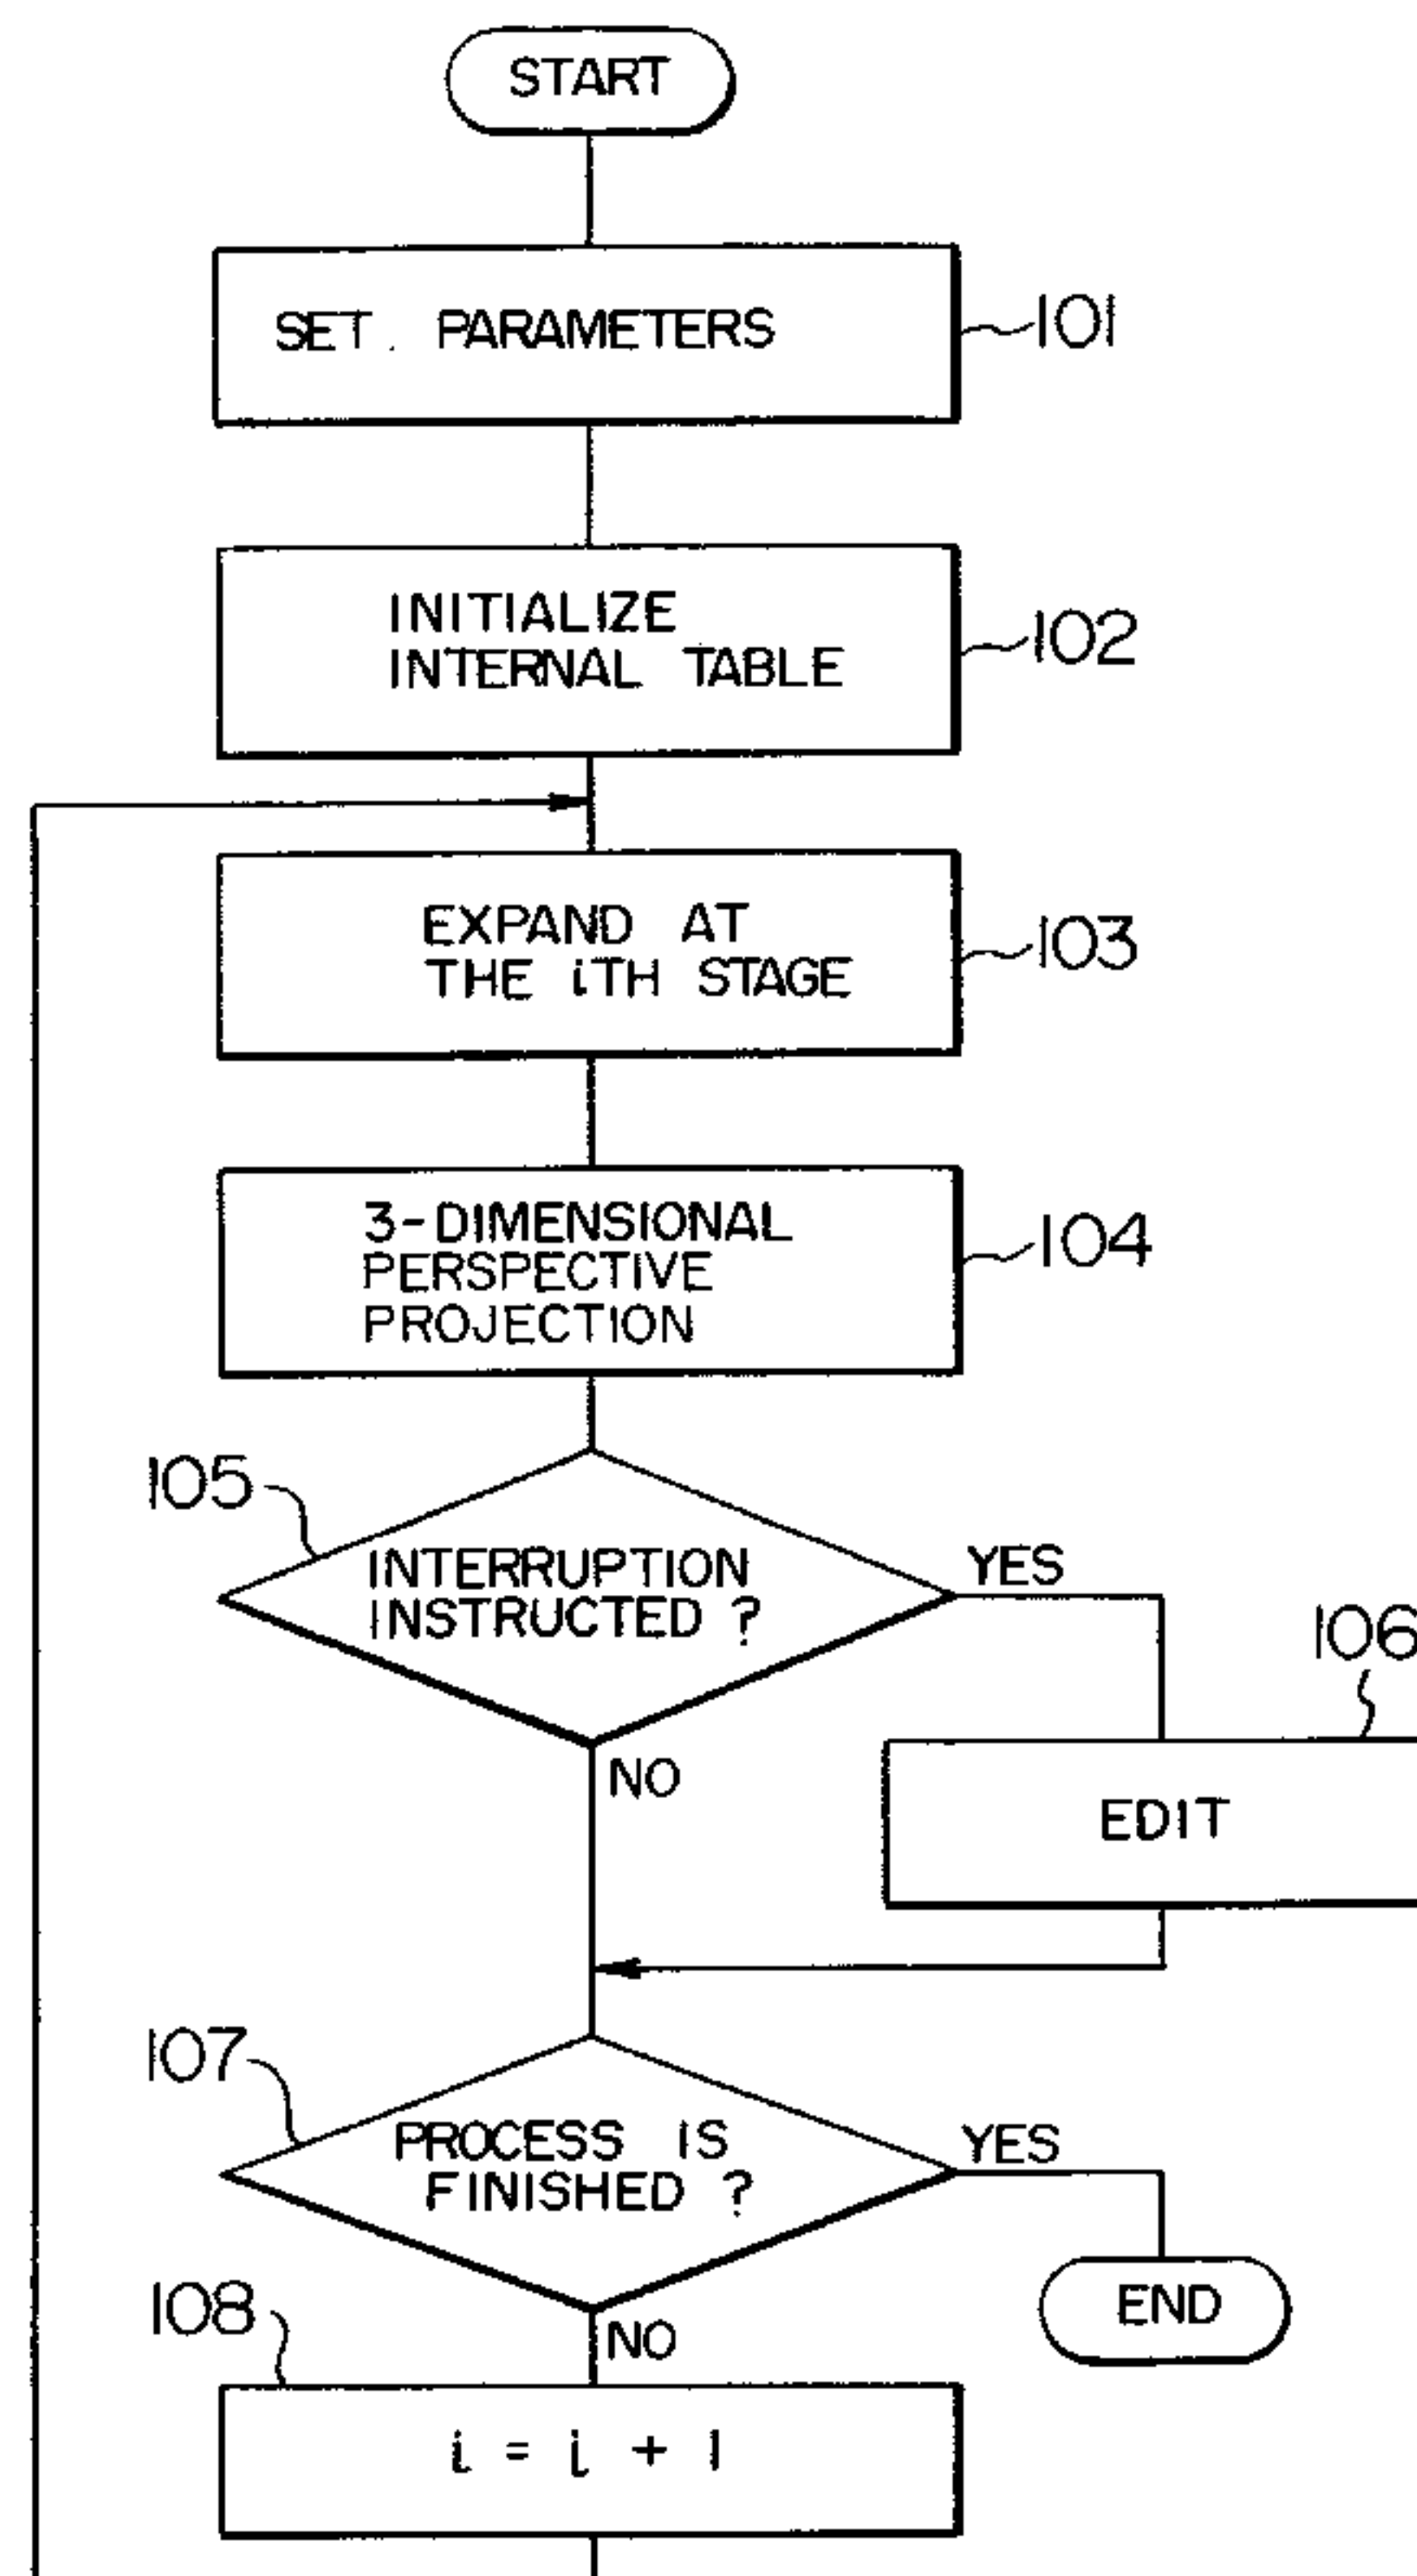 START
SET. PARAMETERS
101
INITIALIZE
INTERNAL TABLE
102
EXPAND AT
THE iTH STAGE
103
3-DIMENSIONAL
PERSPECTIVE
PROJECTION
104
105
INTERRUPTION
INSTRUCTED ?
YES
106
NO
EDIT
107
PROCESS IS
FINISHED ?
YES
END
108
NO
i = i + 1